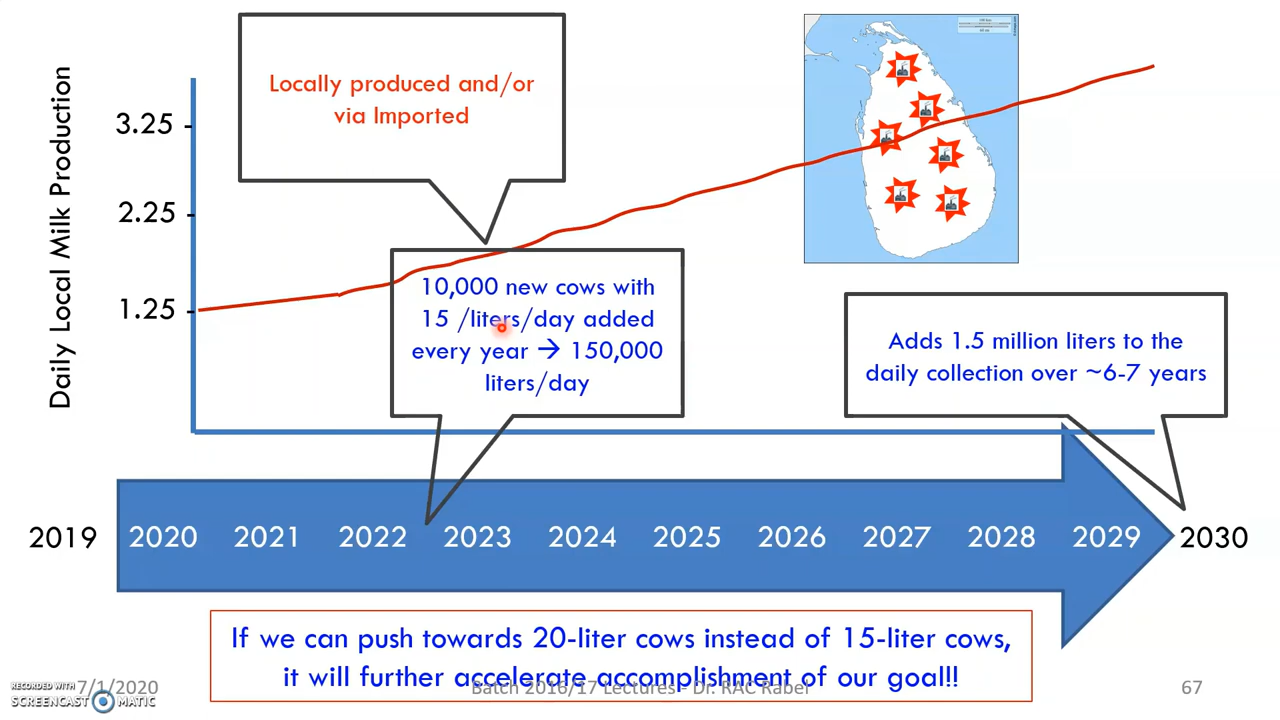 Locally produced and/or
via Imported
Daily Local Milk Production
3.25
2.25
1.25
10,000 new cows with
15 /liters/day added
every year → 150,000
liters/day
Adds 1.5 million liters to the
daily collection over ~6-7 years
2019 2020 2021 2022 2023 2024 2025 2026 2027 2028 2029 2030
If we can push towards 20-liter cows instead of 15-liter cows,
it will further accelerate accomplishment of our goal!!
7/1/2020
Batch 2016/17 Lectures - Dr. RAC Rabel
67
RECORDED WITH
SCREENCAST MATIC